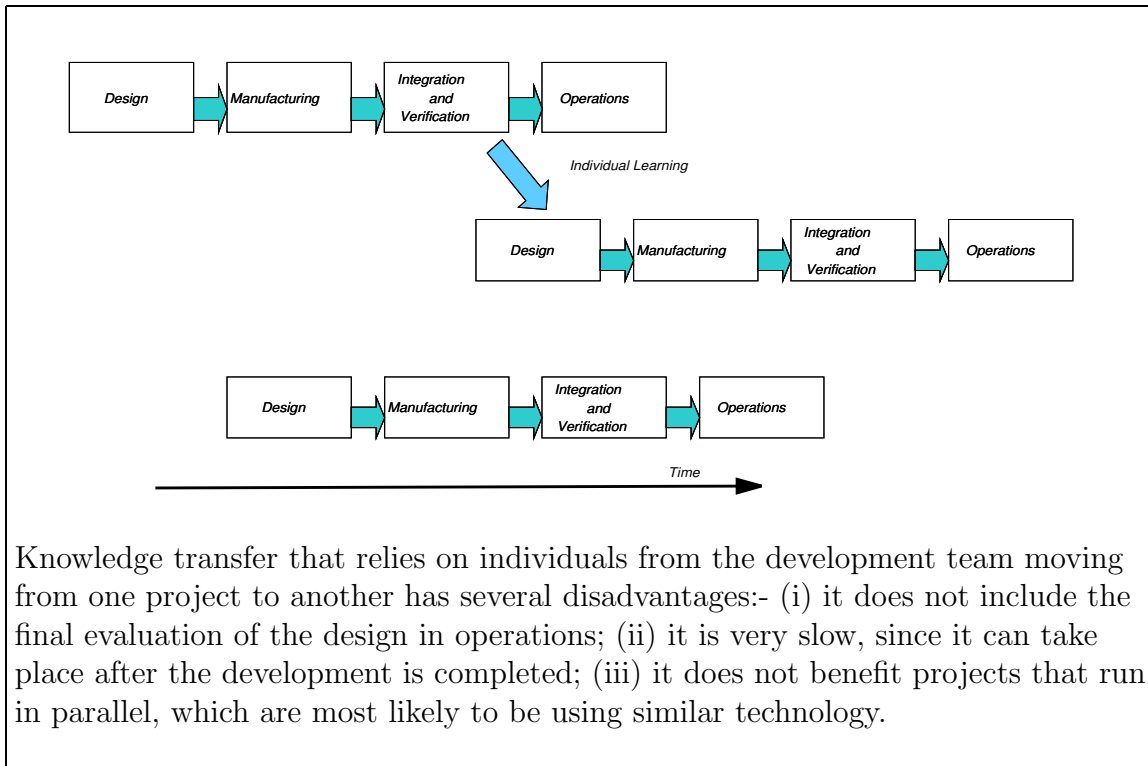 Design
Manufacturing
Integration
and
Verification
Operations
Individual Learning
Design
Manufacturing
Integration
and
Verification
Operations
Design
Manufacturing
Integration
and
Verification
Operations
Time
Knowledge transfer that relies on individuals from the development team moving
from one project to another has several disadvantages:- (i) it does not include the
final evaluation of the design in operations; (ii) it is very slow, since it can take
place after the development is completed; (iii) it does not benefit projects that run
in parallel, which are most likely to be using similar technology.